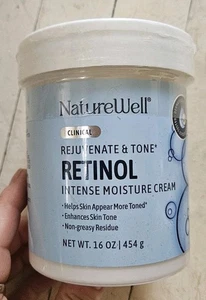 NatureWell®
CLINICAL
REJUVENATE & TONE*
RETINOL
INTENSE MOISTURE CREAM
• Helps Skin Appear More Toned*
• Enhances Skin Tone
• Non-greasy Residue
NET WT. 16 OZ | 454 g